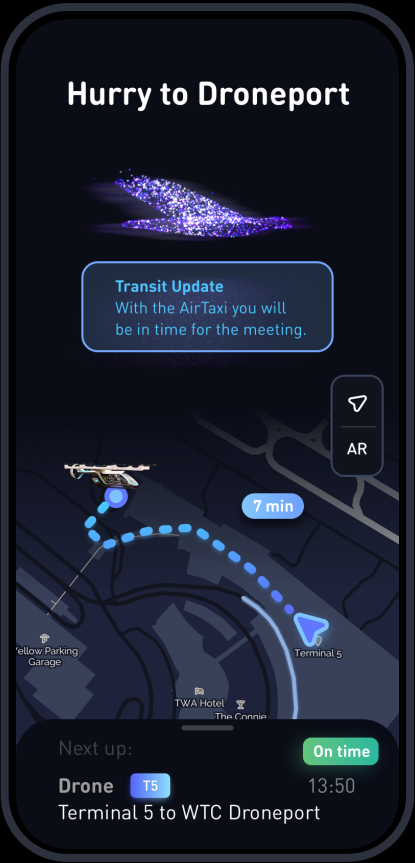 Hurry to Droneport
Transit Update
With the AirTaxi you will
be in time for the meeting.
AR
7 min
Yellow Parking
Garage
Terminal 5
TWA Hotel
The Connie
Next up:
On time
Drone T5 13:50
Terminal 5 to WTC Droneport